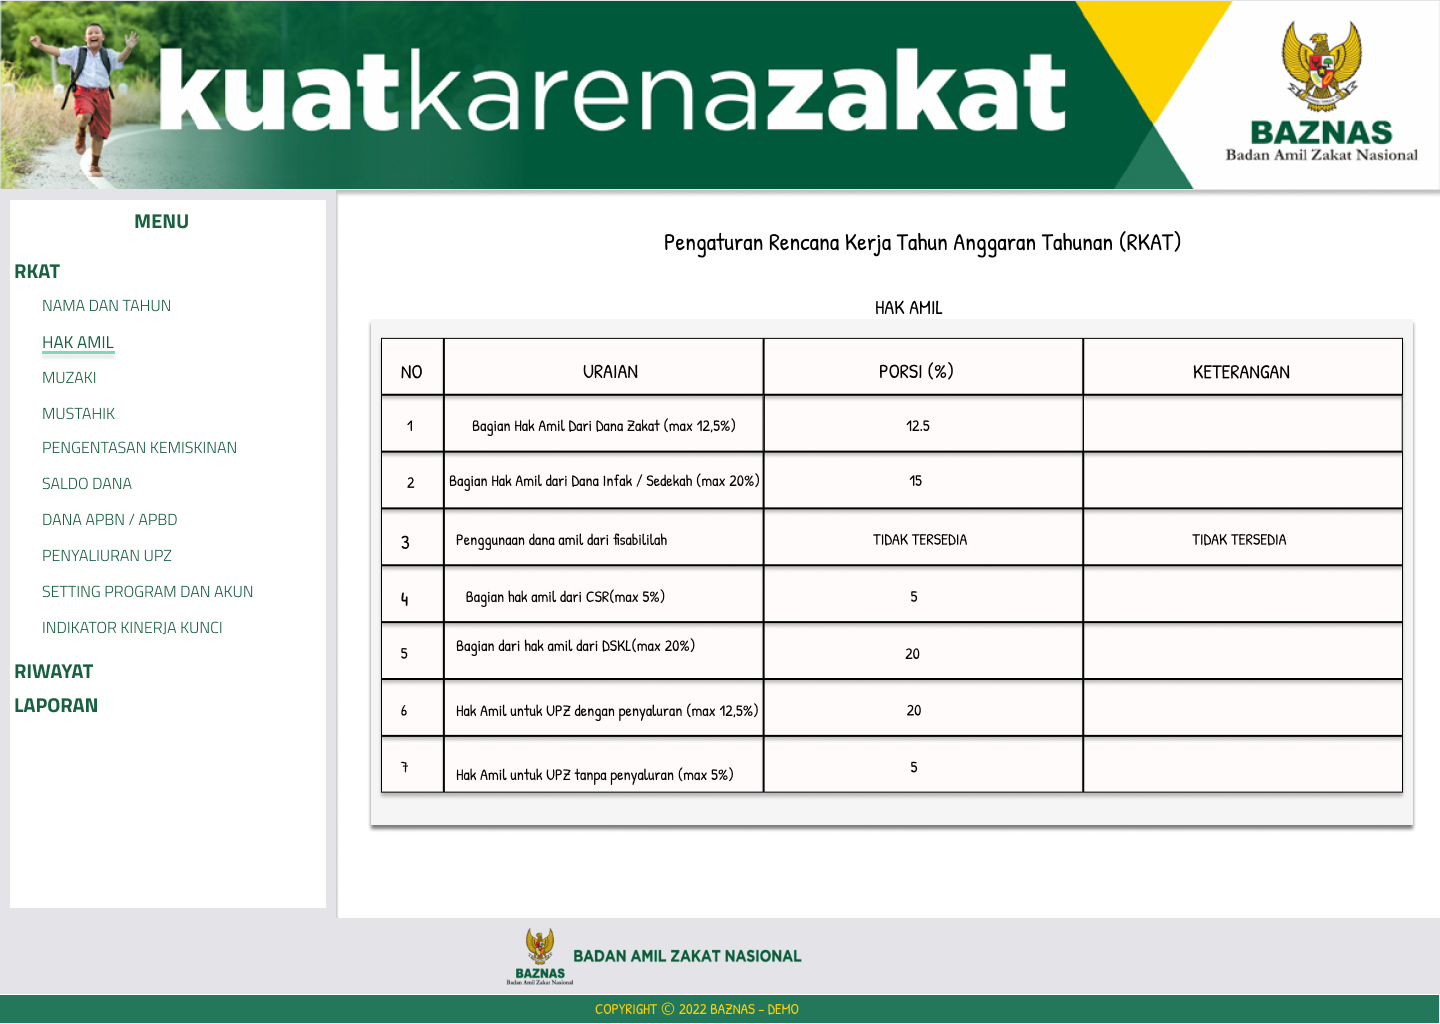 kuatkarenazakat
BAZNAS
Badan Amil Zakat Nasional
MENU
RKAT
NAMA DAN TAHUN
HAK AMIL
MUZAKI
MUSTAHIK
PENGENTASAN KEMISKINAN
SALDO DANA
DANA APBN / APBD
PENYALIURAN UPZ
SETTING PROGRAM DAN AKUN
INDIKATOR KINERJA KUNCI
RIWAYAT
LAPORAN
Pengaturan Rencana Kerja Tahun Anggaran Tahunan (RKAT)
HAK AMIL
NO URAIAN PORSI (%) KETERANGAN
1 Bagian Hak Amil Dari Dana Zakat (max 12,5%) 12.5
2 Bagian Hak Amil dari Dana Infak / Sedekah (max 20%) 15
3 Penggunaan dana amil dari fisabililah TIDAK TERSEDIA TIDAK TERSEDIA
4 Bagian hak amil dari CSR(max 5%) 5
5 Bagian dari hak amil dari DSKL(max 20%) 20
6 Hak Amil untuk UPZ dengan penyaluran (max 12,5%) 20
7 Hak Amil untuk UPZ tanpa penyaluran (max 5%) 5
BAZNAS
Badan Amil Zakat Nasional
BADAN AMIL ZAKAT NASIONAL
COPYRIGHT © 2022 BAZNAS - DEMO